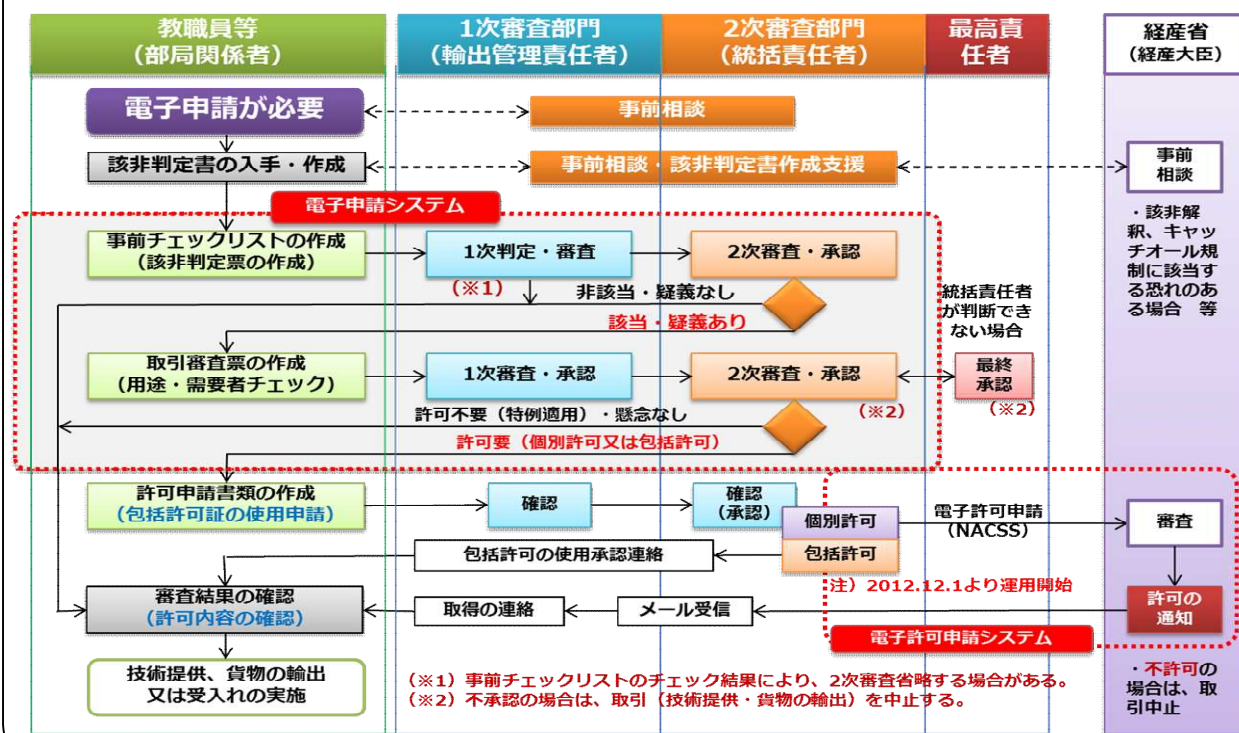 教職員等
(部局関係者)
1次審査部門
(輸出管理責任者)
2次審査部門
(統括責任者)
最高責
任者
経産省
(経産大臣)
電子申請が必要
事前相談
該非判定書の入手・作成
事前相談・該非判定書作成支援
事前
相談
電子申請システム
・該非解
釈、キャッ
チオール規
制に該当す
る恐れのあ
る場合 等
事前チェックリストの作成
(該非判定票の作成)
1次判定・審査
2次審査・承認
(※1)
非該当・疑義なし
統括責任者
が判断でき
ない場合
該当・疑義あり
取引審査票の作成
(用途・需要者チェック)
1次審査・承認
2次審査・承認
最終
承認
(※2)
(※2)
許可不要(特例適用)・懸念なし
許可要(個別許可又は包括許可)
許可申請書類の作成
(包括許可証の使用申請)
確認
確認
(承認)
個別許可
包括許可
電子許可申請
(NACSS)
審査
包括許可の使用承認連絡
注)2012.12.1より運用開始
審査結果の確認
(許可内容の確認)
取得の連絡
メール受信
許可の
通知
電子許可申請システム
技術提供、貨物の輸出
又は受入れの実施
(※1)事前チェックリストのチェック結果により、2次審査省略する場合がある。
(※2)不承認の場合は、取引(技術提供・貨物の輸出)を中止する。
・不許可の
場合は、取
引中止